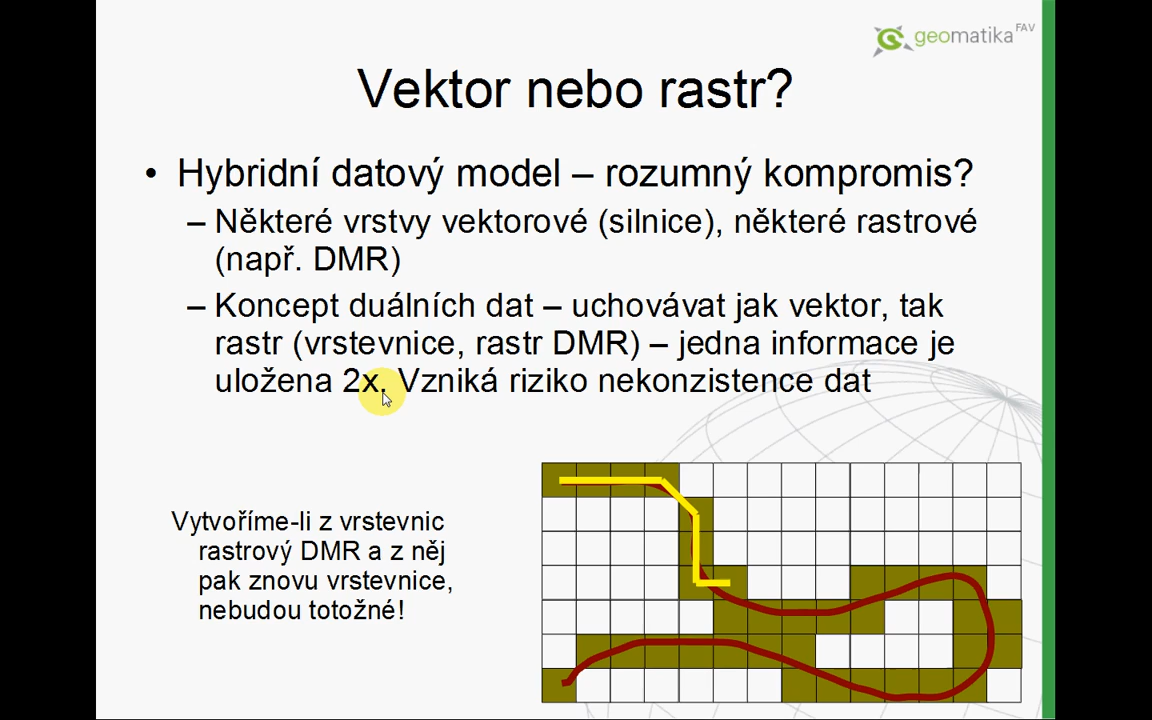 geomatika FAV
Vektor nebo rastr?
• Hybridní datový model – rozumný kompromis?
– Některé vrstvy vektorové (silnice), některé rastrové
(např. DMR)
– Koncept duálních dat – uchovávat jak vektor, tak
rastr (vrstevnice, rastr DMR) – jedna informace je
uložena 2x. Vzniká riziko nekonzistence dat
Vytvoříme-li z vrstevnic
rastrový DMR a z něj
pak znovu vrstevnice,
nebudou totožné!